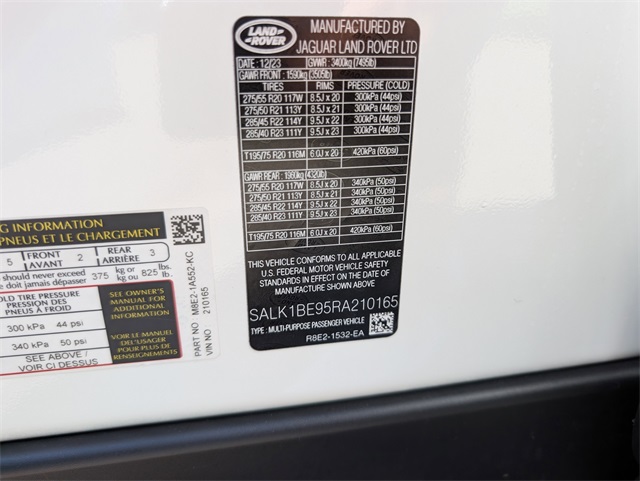 LAND ROVER
MANUFACTURED BY
JAGUAR LAND ROVER LTD
DATE : 12/23 GVWR : 3400kg (7495lb)
GAWR FRONT : 1590kg (3505lb)
TIRES RIMS PRESSURE (COLD)
275/55 R20 117W 8.5J x 20 300kPa (44psi)
275/50 R21 113Y 8.5J x 21 300kPa (44psi)
285/45 R22 114Y 9.5J x 22 300kPa (44psi)
285/40 R23 111Y 9.5J x 23 300kPa (44psi)
T195/75 R20 116M 6.0J x 20 420kPa (60psi)
GAWR REAR : 1960kg (4320lb)
275/55 R20 117W 8.5J x 20 340kPa (50psi)
275/50 R21 113Y 8.5J x 21 340kPa (50psi)
285/45 R22 114Y 9.5J x 22 340kPa (50psi)
285/40 R23 111Y 9.5J x 23 340kPa (50psi)
T195/75 R20 116M 6.0J x 20 420kPa (60psi)
THIS VEHICLE CONFORMS TO ALL APPLICABLE
U.S. FEDERAL MOTOR VEHICLE SAFETY
STANDARDS IN EFFECT ON THE DATE OF
MANUFACTURE SHOWN ABOVE.
SALK1BE95RA210165
TYPE : MULTI-PURPOSE PASSENGER VEHICLE
R8E2-1532-EA
G INFORMATION
PNEUS ET LE CHARGEMENT
5 FRONT AVANT 2 REAR ARRIÈRE 3
should never exceed
doit jamais dépasser 375 kg or kg ou 825 lbs. lb.
OLD TIRE PRESSURE
PRESSION DES
PNEUS À FROID
300 kPa 44 psi
340 kPa 50 psi
SEE ABOVE /
VOIR CI DESSUS
SEE OWNER'S
MANUAL FOR
ADDITIONAL
INFORMATION
VOIR LE MANUEL
DE L'USAGER
POUR PLUS DE
RENSEIGNEMENTS
PART NO. M8E2-1A552-KC
VIN NO 210165